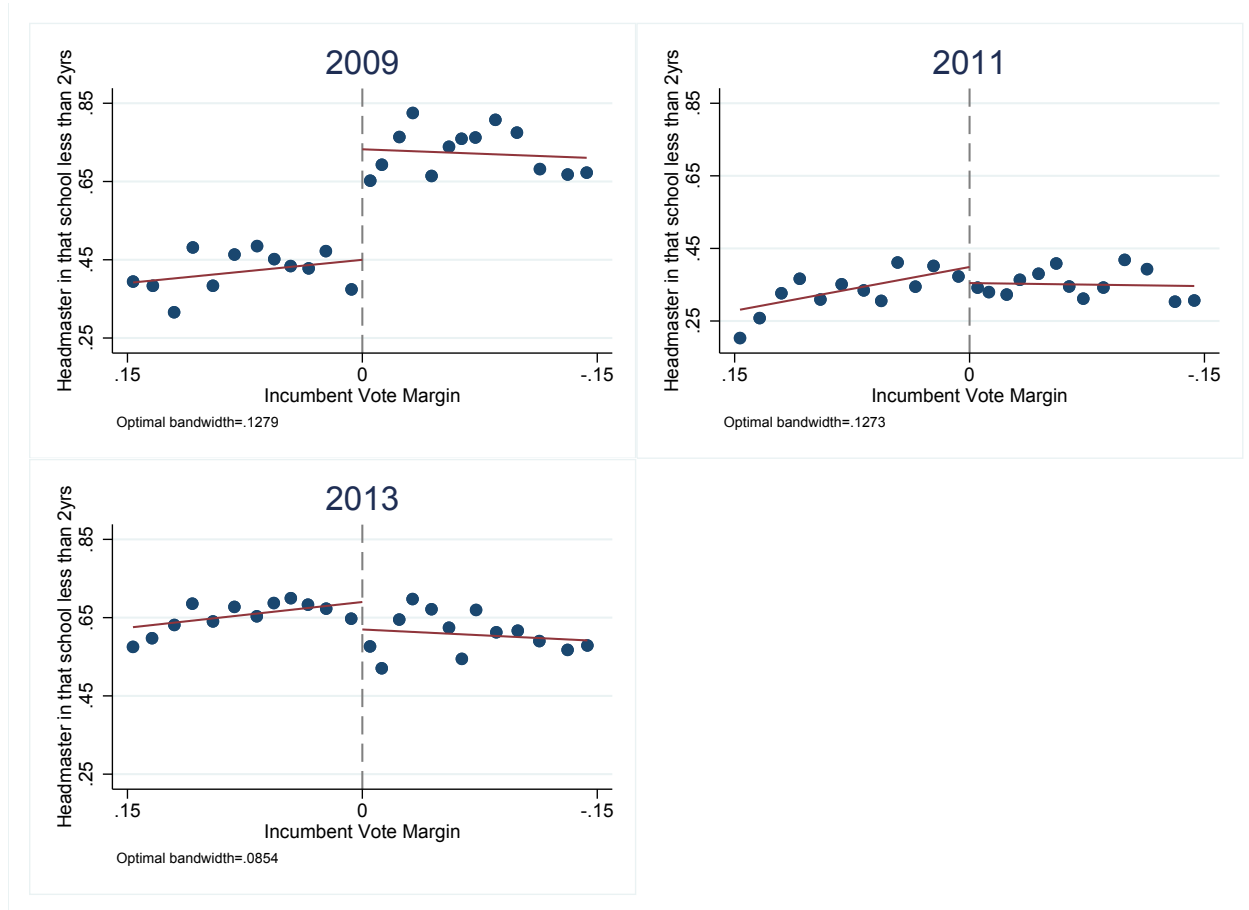 2009
Headmaster in that school less than 2yrs
.85
.65
.45
.25
.15 0 -.15
Incumbent Vote Margin
Optimal bandwidth=.1279
2011
Headmaster in that school less than 2yrs
.85
.65
.45
.25
.15 0 -.15
Incumbent Vote Margin
Optimal bandwidth=.1273
2013
Headmaster in that school less than 2yrs
.85
.65
.45
.25
.15 0 -.15
Incumbent Vote Margin
Optimal bandwidth=.0854